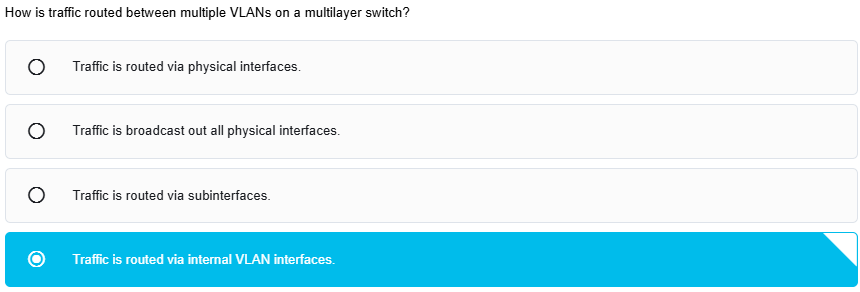 How is traffic routed between multiple VLANs on a multilayer switch?
Traffic is routed via physical interfaces.
Traffic is broadcast out all physical interfaces.
Traffic is routed via subinterfaces.
Traffic is routed via internal VLAN interfaces.